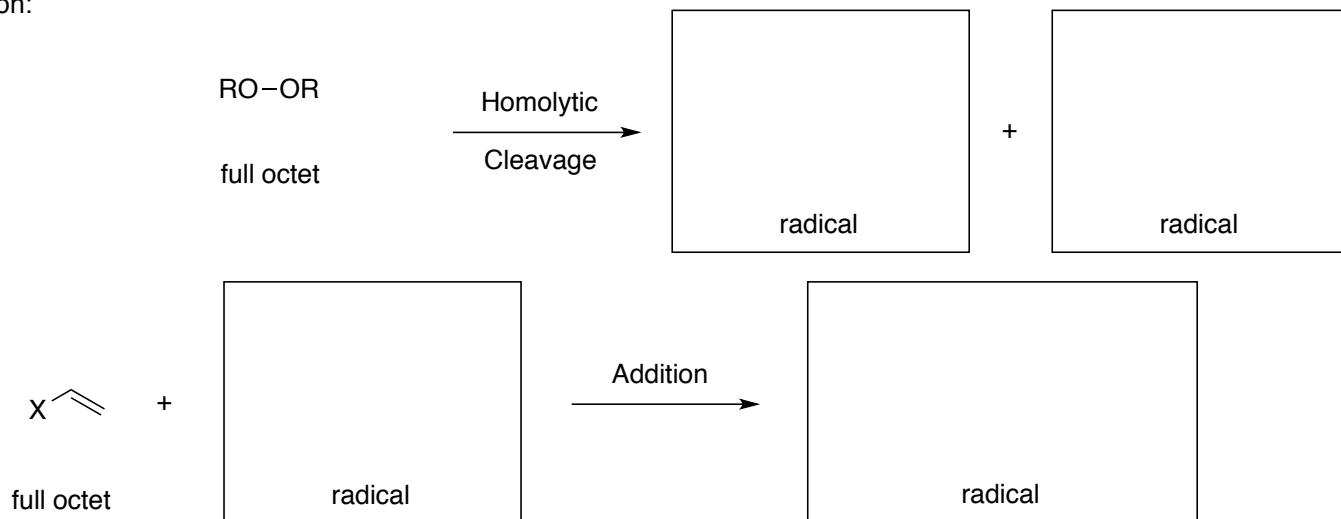 on:
RO–OR
Homolytic
Cleavage
+
full octet
radical
radical
Addition
X
+
full octet
radical
radical